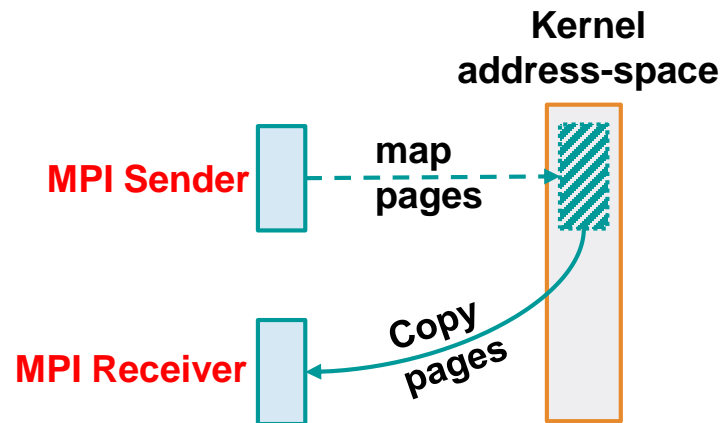 Kernel
address-space
map
pages
MPI Sender
Copy
pages
MPI Receiver